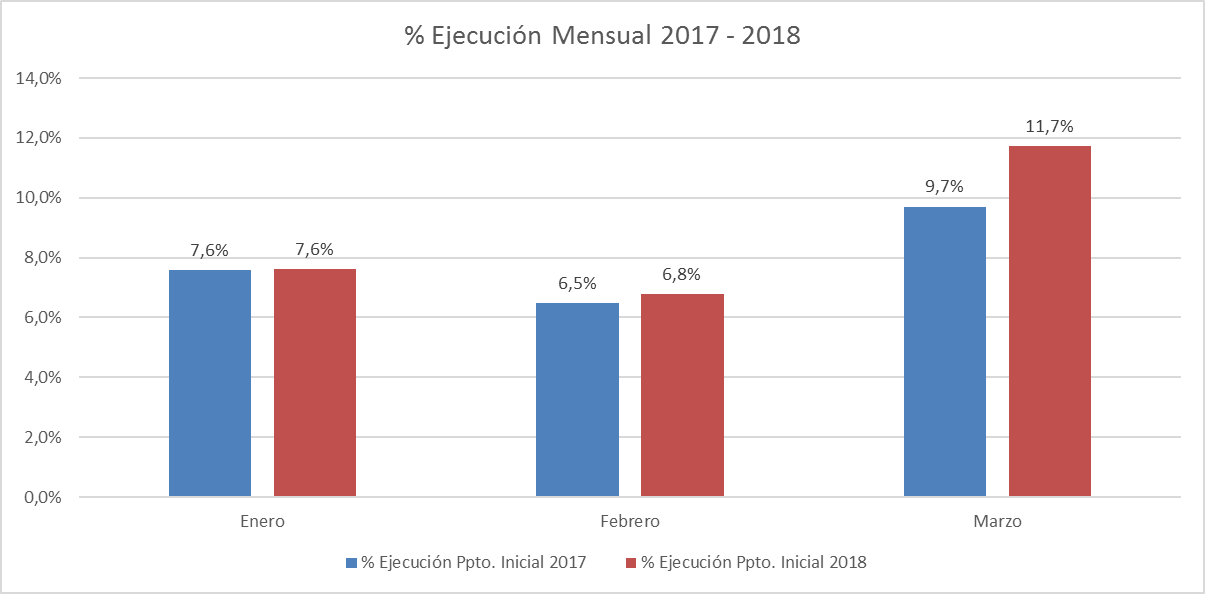 % Ejecución Mensual 2017 - 2018
14,0%
12,0%
10,0%
8,0%
6,0%
4,0%
2,0%
0,0%
7,6%
7,6%
6,5%
6,8%
9,7%
11,7%
Enero
Febrero
Marzo
% Ejecución Ppto. Inicial 2017
% Ejecución Ppto. Inicial 2018